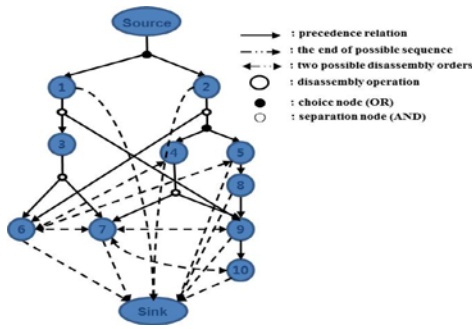 Source
: precedence relation
: the end of possible sequence
: two possible disassembly orders
: disassembly operation
: choice node (OR)
: separation node (AND)
1
2
3
4
5
8
6
7
9
10
Sink